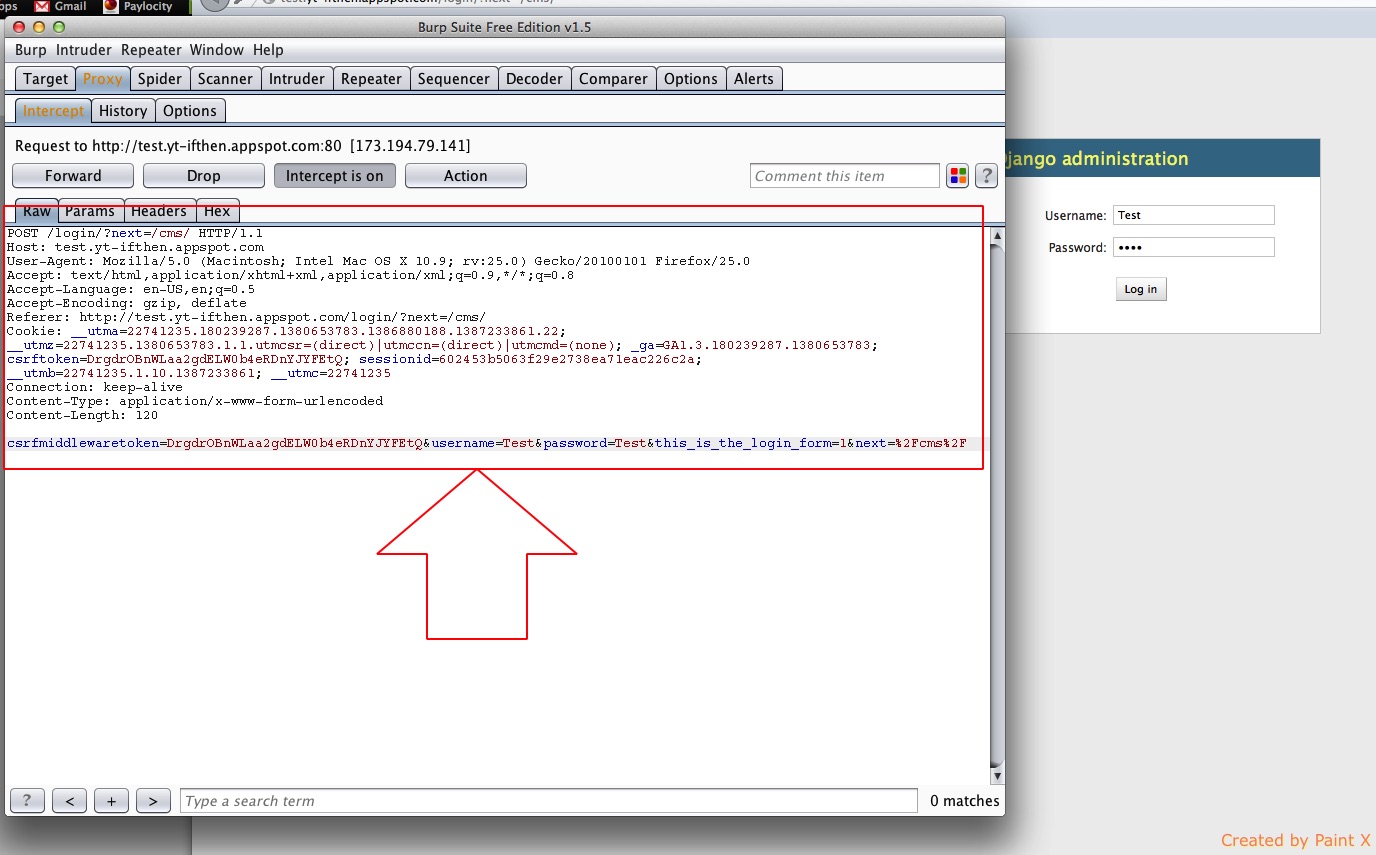 Gmail Paylocity
Burp Suite Free Edition v1.5
Burp Intruder Repeater Window Help
Target Proxy Spider Scanner Intruder Repeater Sequencer Decoder Comparer Options Alerts
Intercept History Options
Request to http://test.yt-ifthen.appspot.com:80 [173.194.79.141]
Forward Drop Intercept is on Action Comment this item ?
Raw Params Headers Hex
POST /login/?next=/cms/ HTTP/1.1
Host: test.yt-ifthen.appspot.com
User-Agent: Mozilla/5.0 (Macintosh; Intel Mac OS X 10.9; rv:25.0) Gecko/20100101 Firefox/25.0
Accept: text/html,application/xhtml+xml,application/xml;q=0.9,*/*;q=0.8
Accept-Language: en-US,en;q=0.5
Accept-Encoding: gzip, deflate
Referer: http://test.yt-ifthen.appspot.com/login/?next=/cms/
Cookie: __utma=22741235.180239287.1380653783.1386880188.1387233861.22;
__utmz=22741235.1380653783.1.1.utmcsr=(direct)|utmccn=(direct)|utmcmd=(none); _ga=GA1.3.180239287.1380653783;
csrftoken=DrgdrOBnWLaa2gdELW0b4eRDnYJYFEtQ; sessionid=602453b5063f29e2738ea71eac226c2a;
__utmb=22741235.1.10.1387233861; __utmc=22741235
Connection: keep-alive
Content-Type: application/x-www-form-urlencoded
Content-Length: 120
csrfmiddlewaretoken=DrgdrOBnWLaa2gdELW0b4eRDnYJYFEtQ&username=Test&password=Test&this_is_the_login_form=1&next=%2Fcms%2F
? < + > Type a search term 0 matches
jango administration
Username: Test
Password: ••••
Log in
Created by Paint X